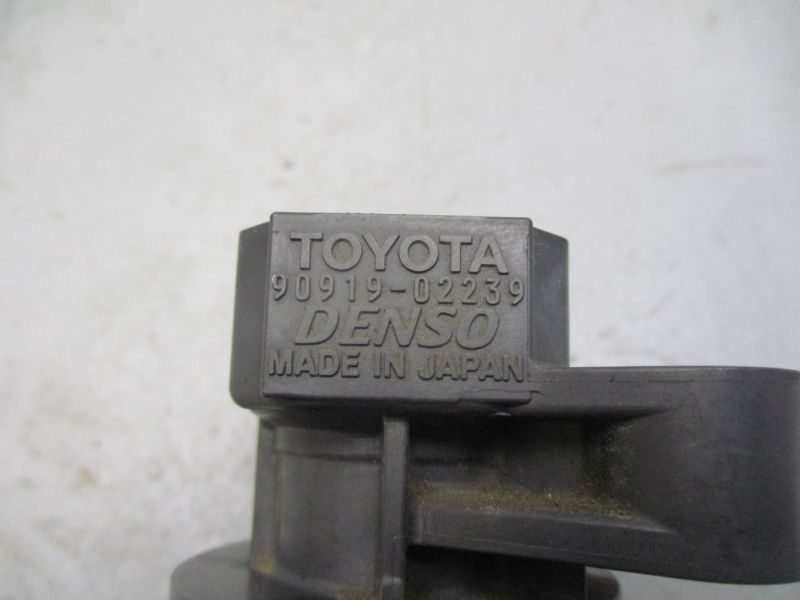 TOYOTA
90919-02239
DENSO
MADE IN JAPAN